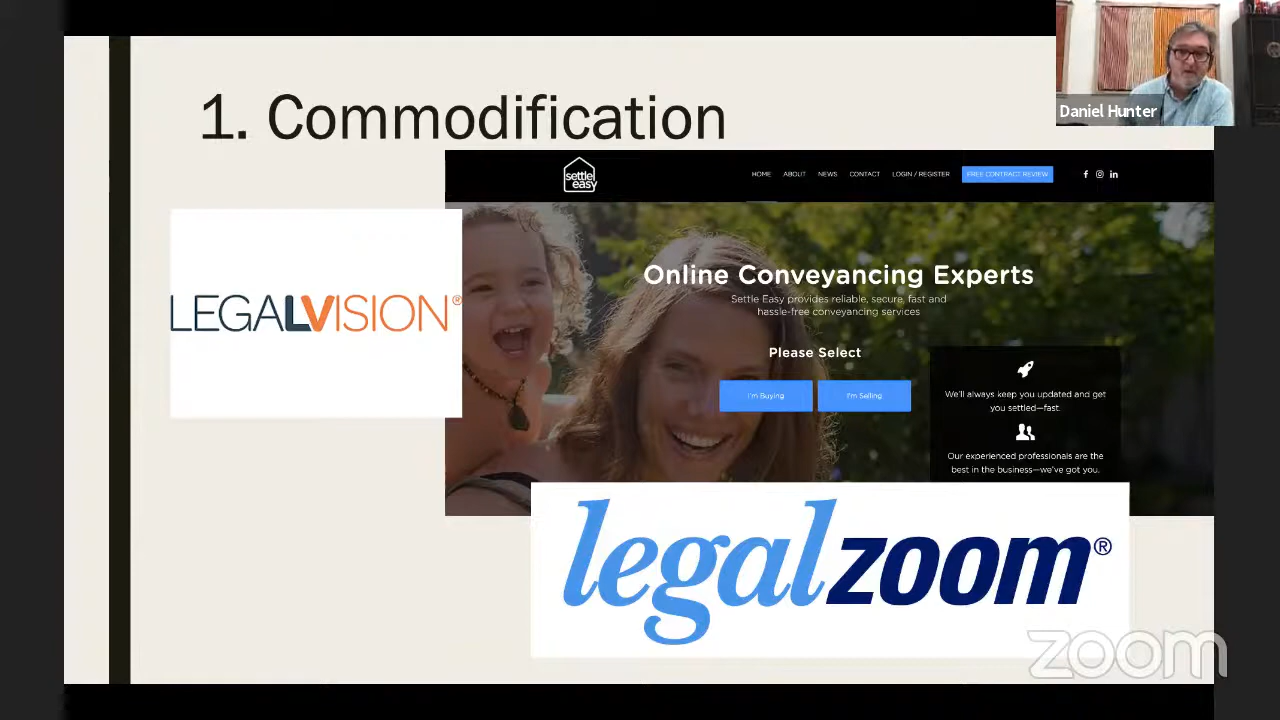 1. Commodification
Daniel Hunter
settle
easy
HOME ABOUT NEWS CONTACT LOGIN / REGISTER FREE CONTRACT REVIEW
LEGALVISION®
Online Conveyancing Experts
Settle Easy provides reliable, secure, fast and
hassle-free conveyancing services
Please Select
I'm Buying I'm Selling
We'll always keep you updated and get
you settled—fast.
Our experienced professionals are the
best in the business—we've got you.
legalzoom®
zoom